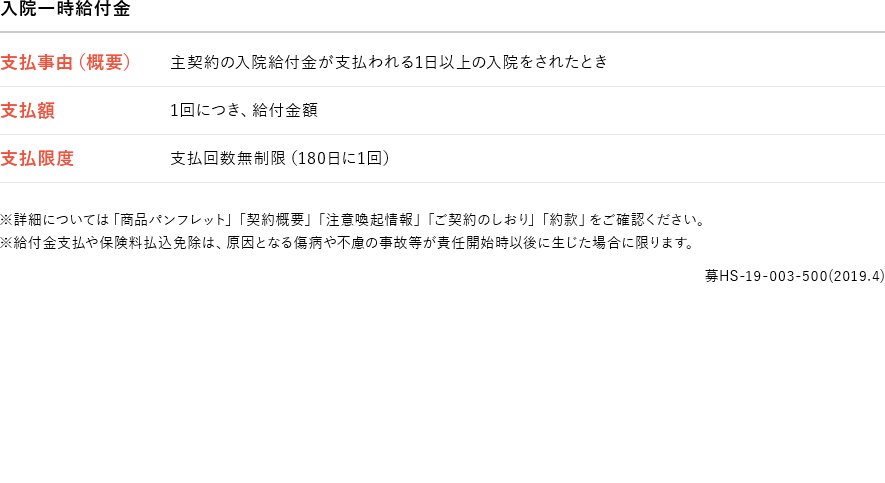 入院一時給付金
支払事由（概要） 主契約の入院給付金が支払われる1日以上の入院をされたとき
支払額 1回につき、給付金額
支払限度 支払回数無制限（180日に1回）
※詳細については「商品パンフレット」「契約概要」「注意喚起情報」「ご契約のしおり」「約款」をご確認ください。
※給付金支払や保険料払込免除は、原因となる傷病や不慮の事故等が責任開始時以後に生じた場合に限ります。
募HS-19-003-500(2019.4)